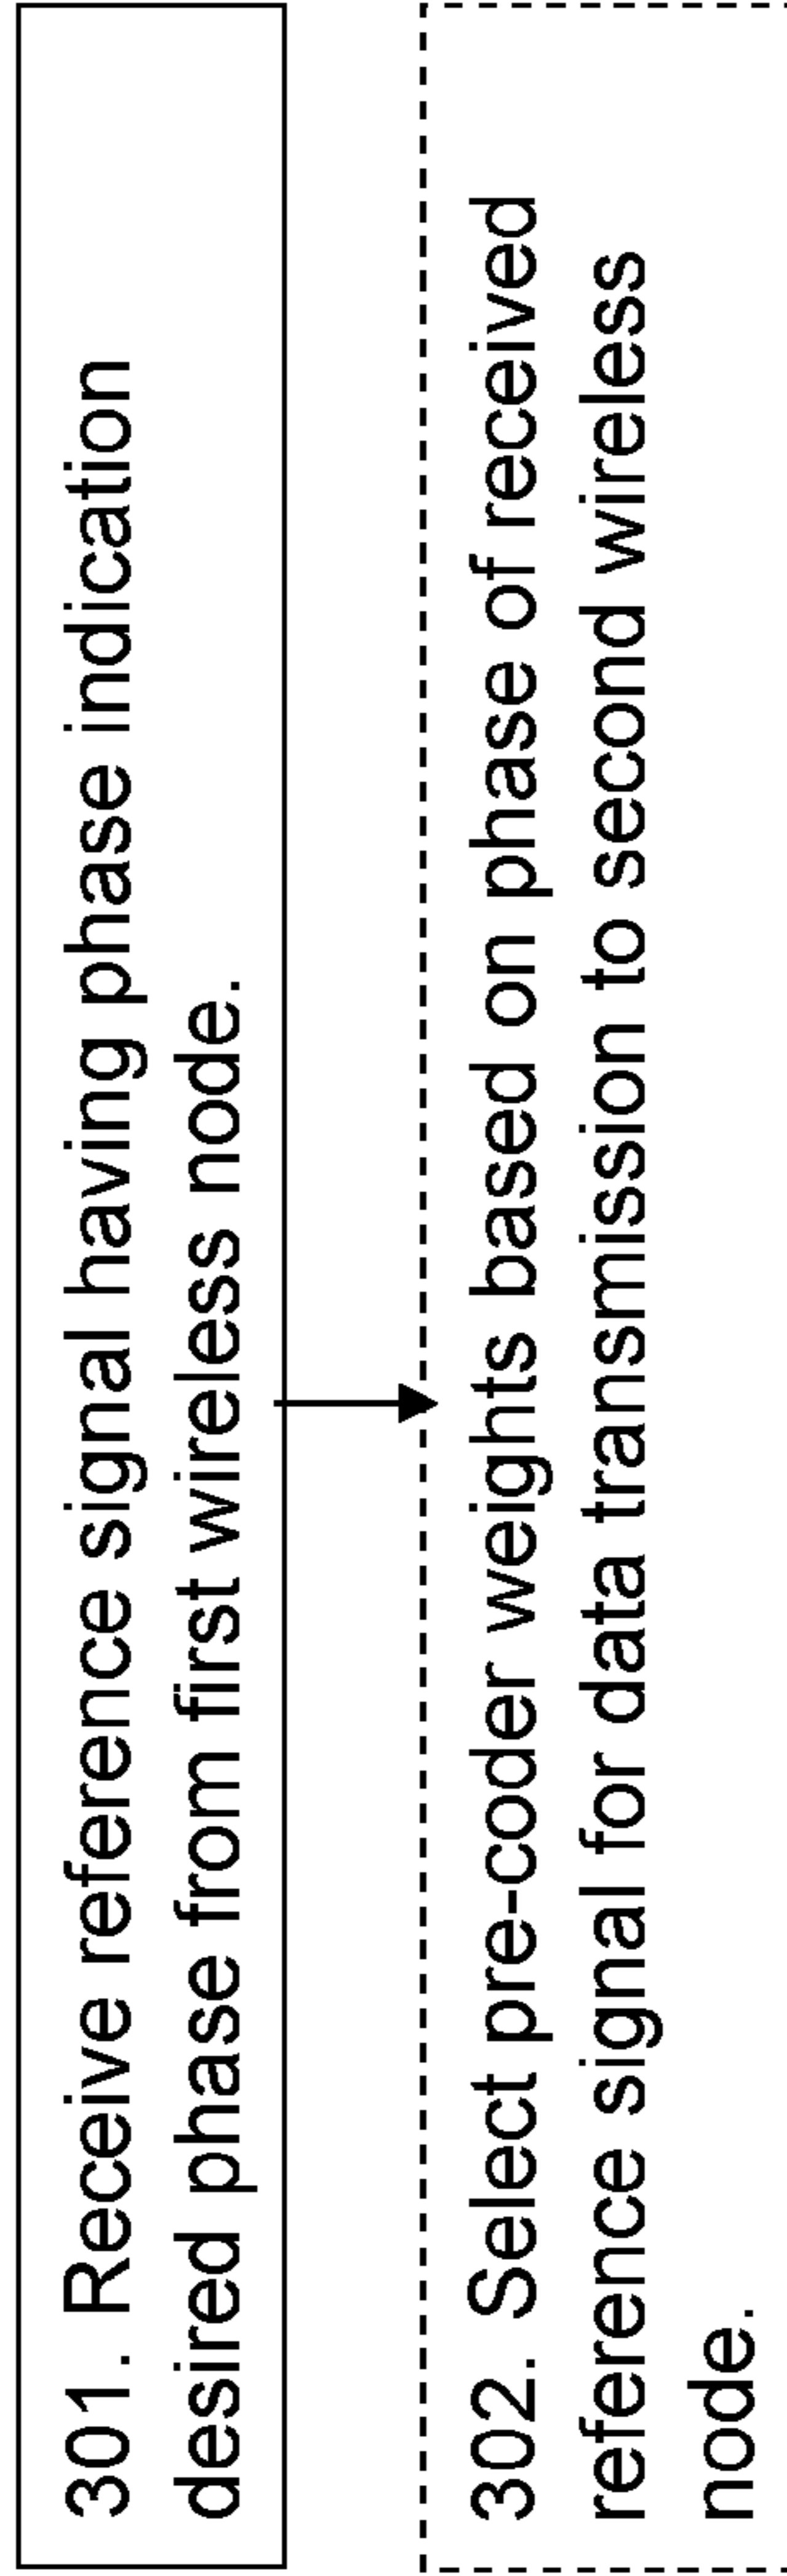 301. Receive reference signal having phase indication
desired phase from first wireless node.
302. Select pre-coder weights based on phase of received
reference signal for data transmission to second wireless
node.